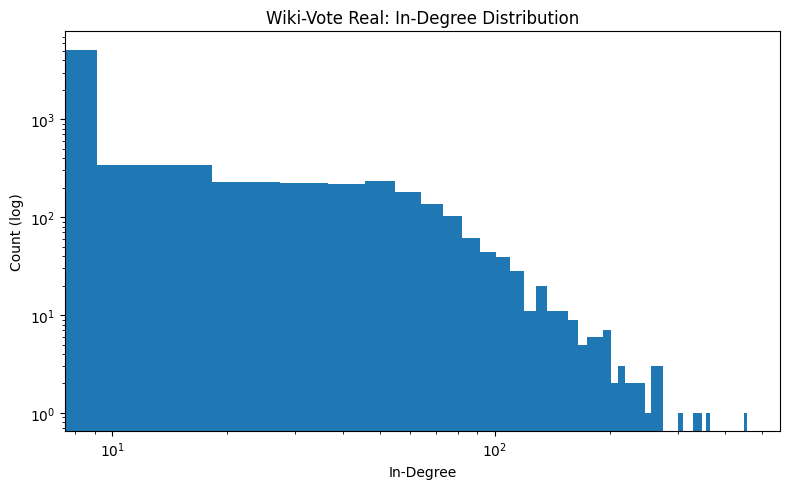 Wiki-Vote Real: In-Degree Distribution
Count (log)
10³
10²
10¹
10⁰
10¹ 10²
In-Degree